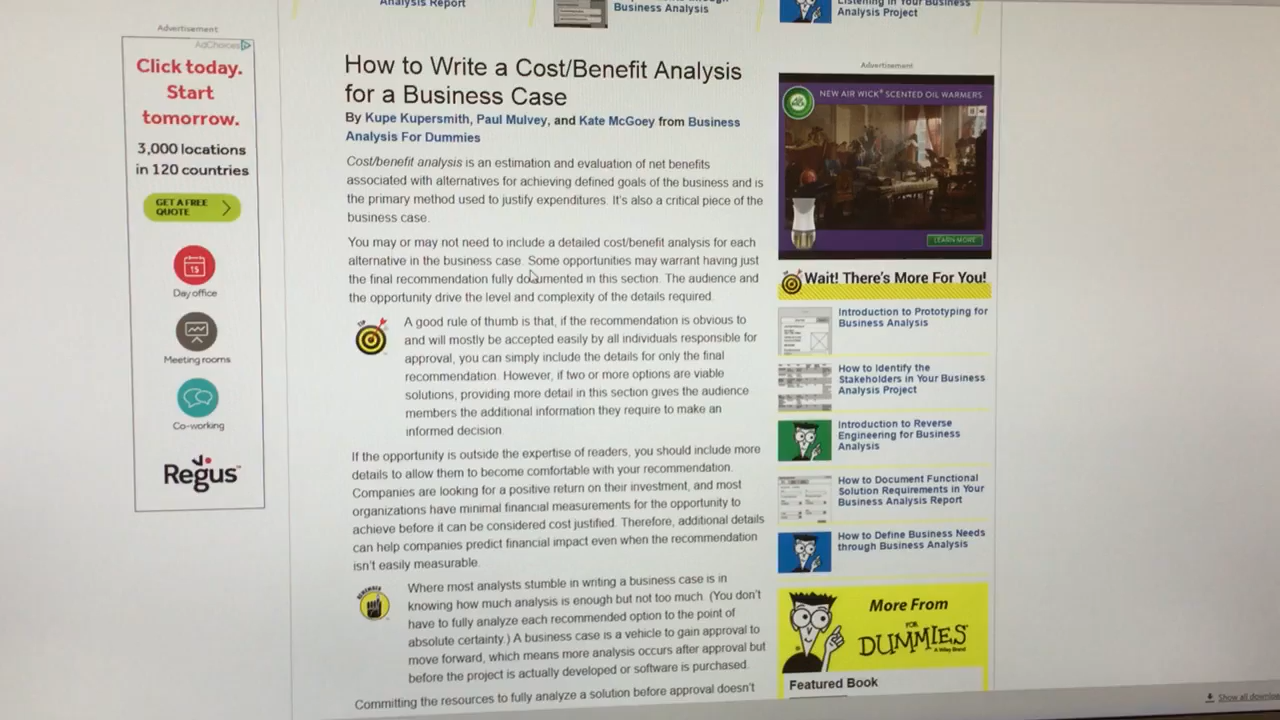 Analysis Report
Business Analysis
Listening in Your Business
Analysis Project
Advertisement
AdChoices
Click today.
Start
tomorrow.
3,000 locations
in 120 countries
GET A FREE
QUOTE
Day office
Meeting rooms
Co-working
Regus
How to Write a Cost/Benefit Analysis
for a Business Case
By Kupe Kupersmith, Paul Mulvey, and Kate McGoey from Business
Analysis For Dummies
Cost/benefit analysis is an estimation and evaluation of net benefits
associated with alternatives for achieving defined goals of the business and is
the primary method used to justify expenditures. It's also a critical piece of the
business case.
You may or may not need to include a detailed cost/benefit analysis for each
alternative in the business case. Some opportunities may warrant having just
the final recommendation fully documented in this section. The audience and
the opportunity drive the level and complexity of the details required.
TIP
A good rule of thumb is that, if the recommendation is obvious to
and will mostly be accepted easily by all individuals responsible for
approval, you can simply include the details for only the final
recommendation. However, if two or more options are viable
solutions, providing more detail in this section gives the audience
members the additional information they require to make an
informed decision.
If the opportunity is outside the expertise of readers, you should include more
details to allow them to become comfortable with your recommendation.
Companies are looking for a positive return on their investment, and most
organizations have minimal financial measurements for the opportunity to
achieve before it can be considered cost justified. Therefore, additional details
can help companies predict financial impact even when the recommendation
isn't easily measurable.
REMEMBER
Where most analysts stumble in writing a business case is in
knowing how much analysis is enough but not too much. (You don't
have to fully analyze each recommended option to the point of
absolute certainty.) A business case is a vehicle to gain approval to
move forward, which means more analysis occurs after approval but
before the project is actually developed or software is purchased.
Committing the resources to fully analyze a solution before approval doesn't
Advertisement
AIR WICK
NEW AIR WICK® SCENTED OIL WARMERS
LEARN MORE
Wait! There's More For You!
Introduction to Prototyping for
Business Analysis
How to Identify the
Stakeholders in Your Business
Analysis Project
Introduction to Reverse
Engineering for Business
Analysis
How to Document Functional
Solution Requirements in Your
Business Analysis Report
How to Define Business Needs
through Business Analysis
More From
FOR
DUMMIES
A Wiley Brand
Featured Book
Show all